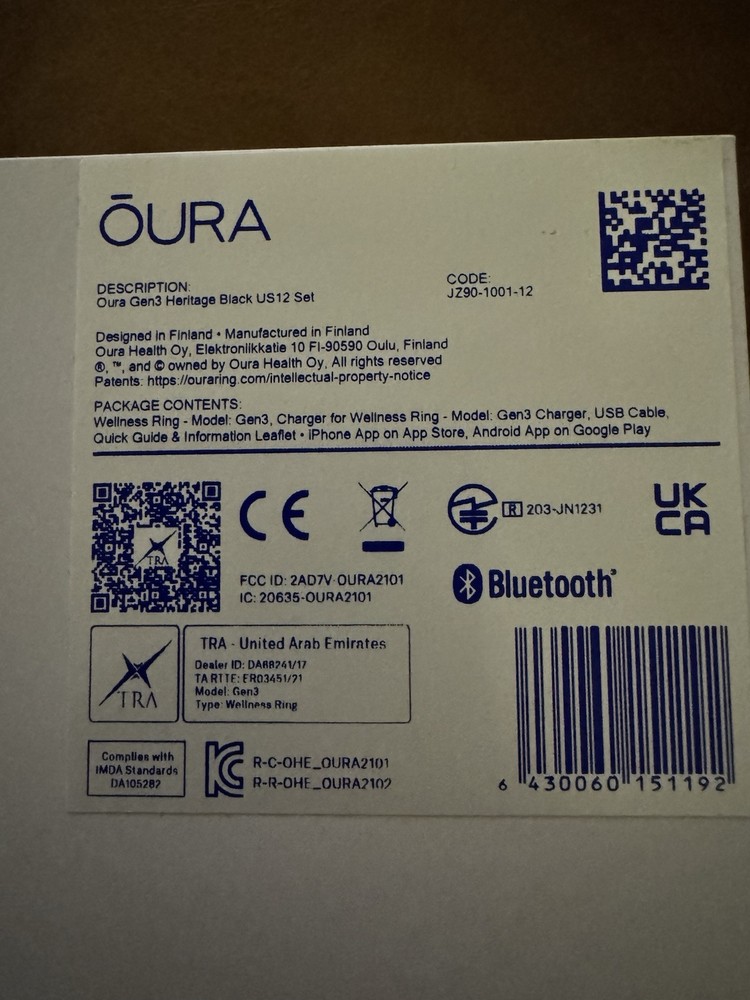 ŌURA
DESCRIPTION:
Oura Gen3 Heritage Black US12 Set
CODE:
JZ90-1001-12
Designed in Finland • Manufactured in Finland
Oura Health Oy, Elektroniikkatie 10 FI-90590 Oulu, Finland
®, ™, and © owned by Oura Health Oy, All rights reserved
Patents: https://ouraring.com/intellectual-property-notice
PACKAGE CONTENTS:
Wellness Ring - Model: Gen3, Charger for Wellness Ring - Model: Gen3 Charger, USB Cable,
Quick Guide & Information Leaflet • iPhone App on App Store, Android App on Google Play
TRA
CE
R 203-JN1231
UK
CA
FCC ID: 2AD7V-OURA2101
IC: 20635-OURA2101
Bluetooth®
TRA
TRA - United Arab Emirates
Dealer ID: DA68241/17
TA RTTE: ER03451/21
Model: Gen3
Type: Wellness Ring
Complies with
IMDA Standards
DA105282
R-C-OHE_OURA2101
R-R-OHE_OURA2102
6 430060 151192